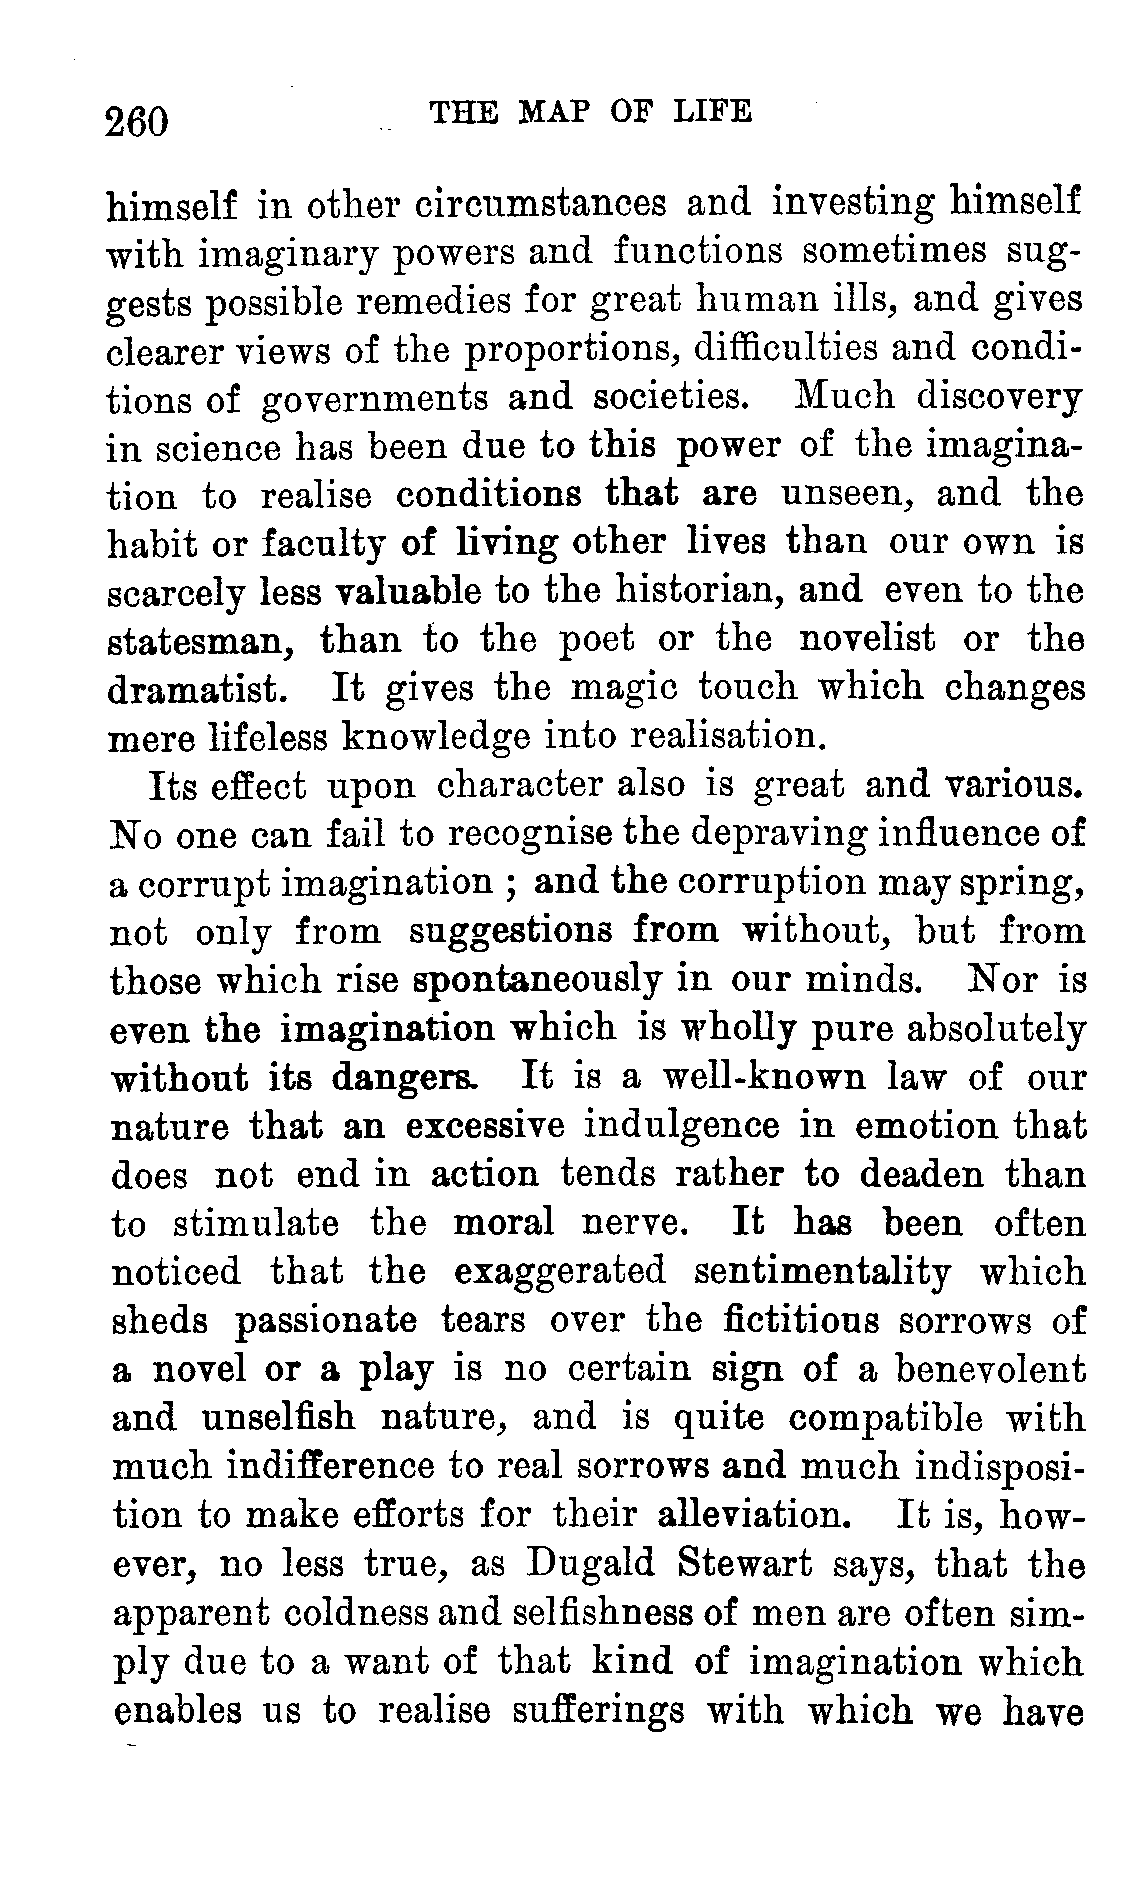 260 THE MAP OF LIFE
himself in other circumstances and investing himself
with imaginary powers and functions sometimes sug-
gests possible remedies for great human ills, and gives
clearer views of the proportions, difficulties and condi-
tions of governments and societies. Much discovery
in science has been due to this power of the imagina-
tion to realise conditions that are unseen, and the
habit or faculty of living other lives than our own is
scarcely less valuable to the historian, and even to the
statesman, than to the poet or the novelist or the
dramatist. It gives the magic touch which changes
mere lifeless knowledge into realisation.
Its effect upon character also is great and various.
No one can fail to recognise the depraving influence of
a corrupt imagination ; and the corruption may spring,
not only from suggestions from without, but from
those which rise spontaneously in our minds. Nor is
even the imagination which is wholly pure absolutely
without its dangers. It is a well-known law of our
nature that an excessive indulgence in emotion that
does not end in action tends rather to deaden than
to stimulate the moral nerve. It has been often
noticed that the exaggerated sentimentality which
sheds passionate tears over the fictitious sorrows of
a novel or a play is no certain sign of a benevolent
and unselfish nature, and is quite compatible with
much indifference to real sorrows and much indisposi-
tion to make efforts for their alleviation. It is, how-
ever, no less true, as Dugald Stewart says, that the
apparent coldness and selfishness of men are often sim-
ply due to a want of that kind of imagination which
enables us to realise sufferings with which we have